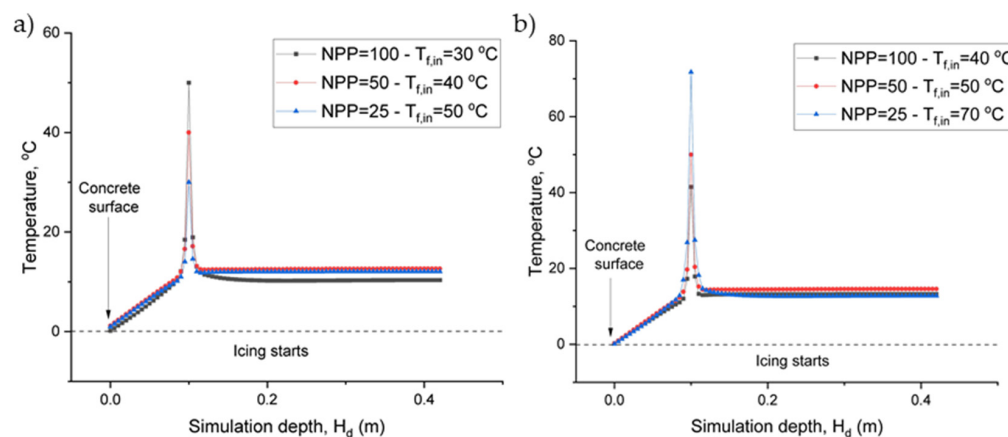 a)
60
40
20
0
Temperature, °C
NPP=100 - T_f,in=30 °C
NPP=50 - T_f,in=40 °C
NPP=25 - T_f,in=50 °C
Concrete
surface
Icing starts
0.0
0.2
0.4
Simulation depth, H_d (m)
b)
80
60
40
20
0
Temperature, °C
NPP=100 - T_f,in=40 °C
NPP=50 - T_f,in=50 °C
NPP=25 - T_f,in=70 °C
Concrete
surface
Icing starts
0.0
0.2
0.4
Simulation depth, H_d (m)